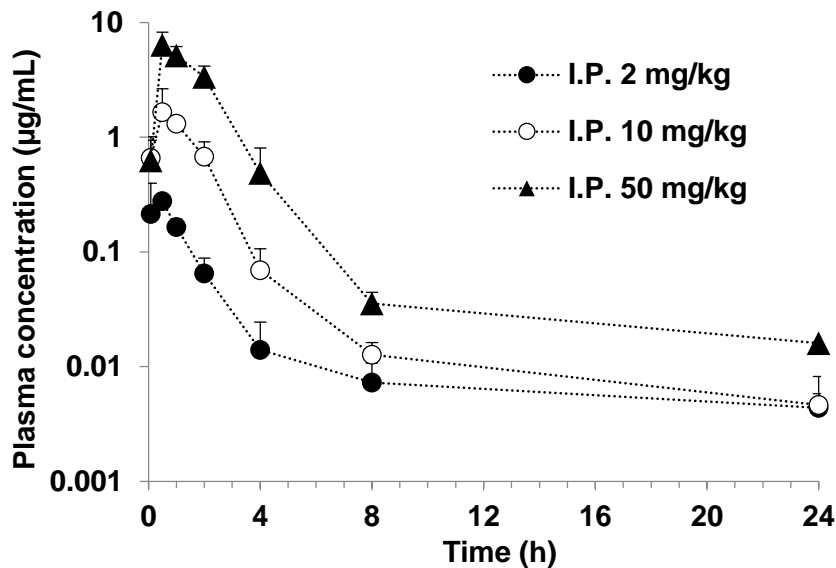 Plasma concentration (µg/mL)
10
1
0.1
0.01
0.001
I.P. 2 mg/kg
I.P. 10 mg/kg
I.P. 50 mg/kg
0 4 8 12 16 20 24
Time (h)